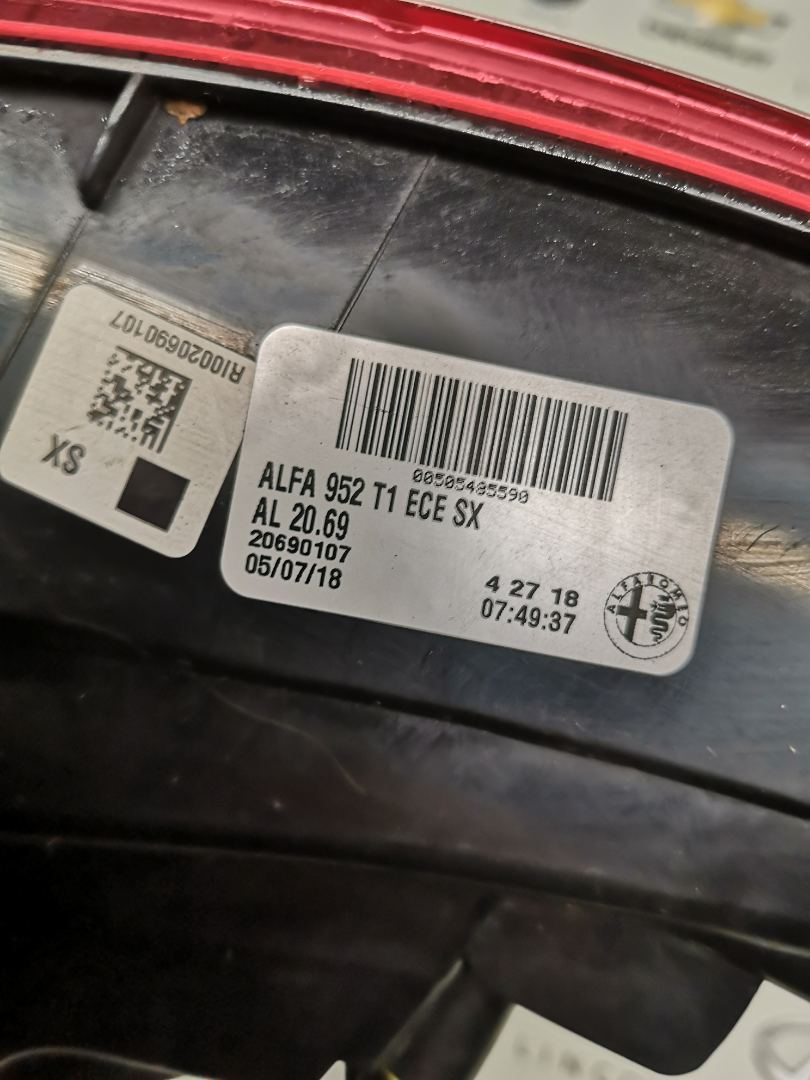 RI0020690107
SX
00505485590
ALFA 952 T1 ECE SX
AL 20.69
20690107
05/07/18
4 27 18
07:49:37
ALFA ROMEO